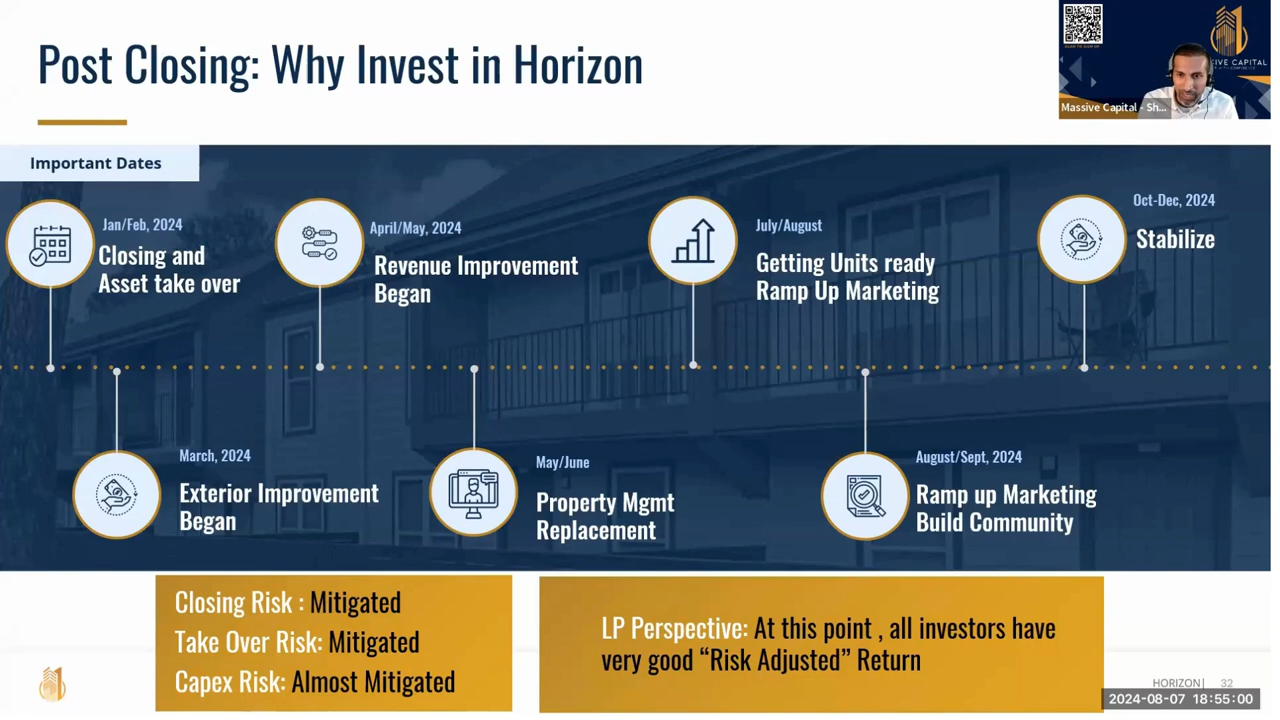 Post Closing: Why Invest in Horizon
SIVE CAPITAL
Massive Capital - Sh...
Important Dates
Jan/Feb, 2024
Closing and
Asset take over
April/May, 2024
Revenue Improvement
Began
July/August
Getting Units ready
Ramp Up Marketing
Oct-Dec, 2024
Stabilize
March, 2024
Exterior Improvement
Began
May/June
Property Mgmt
Replacement
August/Sept, 2024
Ramp up Marketing
Build Community
Closing Risk : Mitigated
Take Over Risk: Mitigated
Capex Risk: Almost Mitigated
LP Perspective: At this point , all investors have
very good “Risk Adjusted” Return
HORIZON| 32
2024-08-07 18:55:00